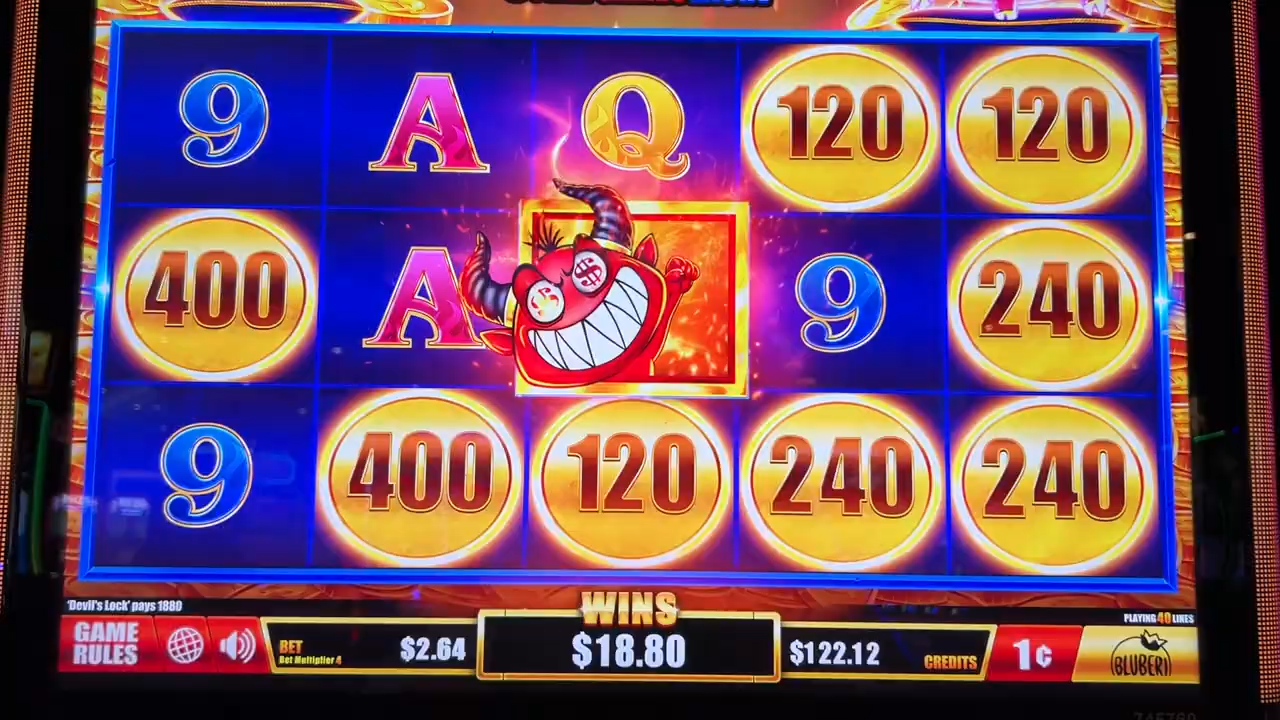 9 A Q 120 120
400 A 9 240
9 400 120 240 240
'Devil's Lock' pays 1880
WINS
PLAYING 40 LINES
GAME RULES
BET
Bet Multiplier 4
$2.64
$18.80
$122.12
CREDITS
1¢
BLUBERI